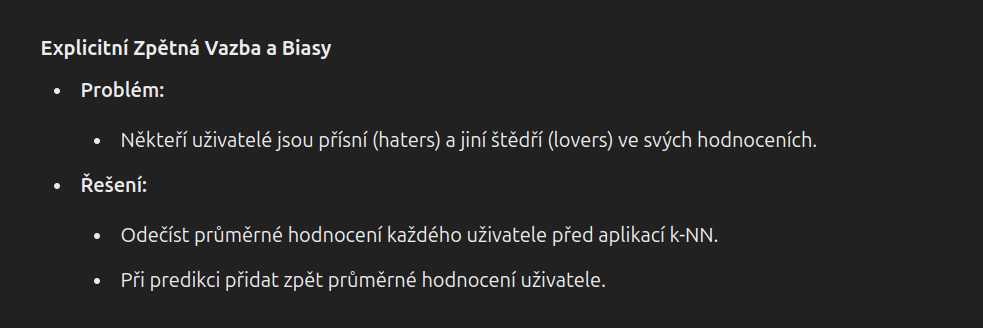 Explicitní Zpětná Vazba a Biasy
• Problém:
• Někteří uživatelé jsou přísní (haters) a jiní štědří (lovers) ve svých hodnoceních.
• Řešení:
• Odečíst průměrné hodnocení každého uživatele před aplikací k-NN.
• Při predikci přidat zpět průměrné hodnocení uživatele.